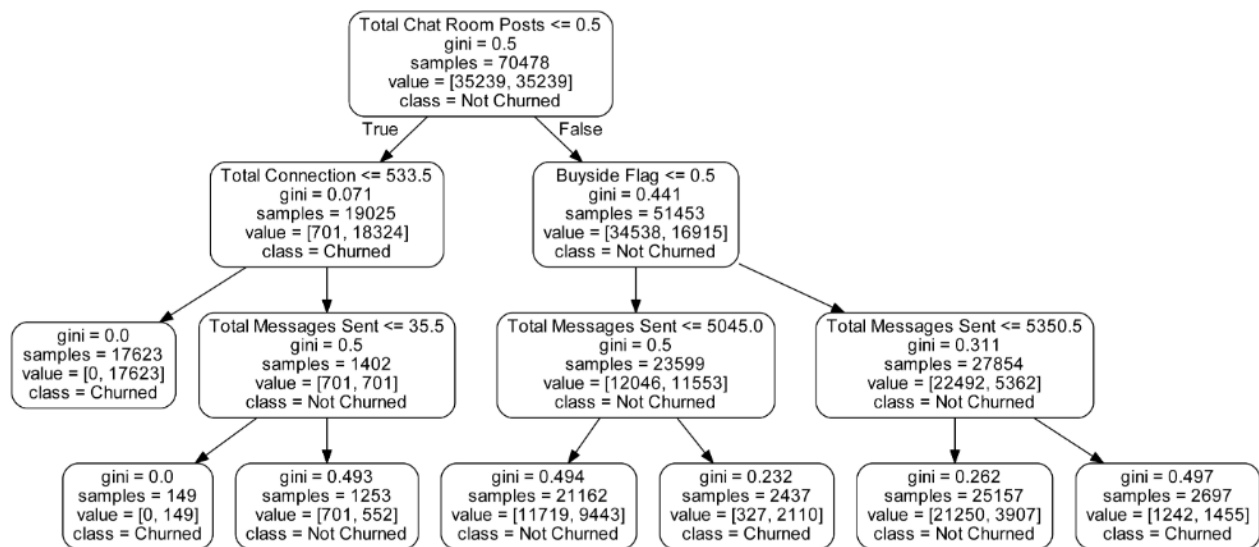 Total Chat Room Posts <= 0.5
gini = 0.5
samples = 70478
value = [35239, 35239]
class = Not Churned
True
False
Total Connection <= 533.5
gini = 0.071
samples = 19025
value = [701, 18324]
class = Churned
Buyside Flag <= 0.5
gini = 0.441
samples = 51453
value = [34538, 16915]
class = Not Churned
gini = 0.0
samples = 17623
value = [0, 17623]
class = Churned
Total Messages Sent <= 35.5
gini = 0.5
samples = 1402
value = [701, 701]
class = Not Churned
Total Messages Sent <= 5045.0
gini = 0.5
samples = 23599
value = [12046, 11553]
class = Not Churned
Total Messages Sent <= 5350.5
gini = 0.311
samples = 27854
value = [22492, 5362]
class = Not Churned
gini = 0.0
samples = 149
value = [0, 149]
class = Churned
gini = 0.493
samples = 1253
value = [701, 552]
class = Not Churned
gini = 0.494
samples = 21162
value = [11719, 9443]
class = Not Churned
gini = 0.232
samples = 2437
value = [327, 2110]
class = Churned
gini = 0.262
samples = 25157
value = [21250, 3907]
class = Not Churned
gini = 0.497
samples = 2697
value = [1242, 1455]
class = Churned